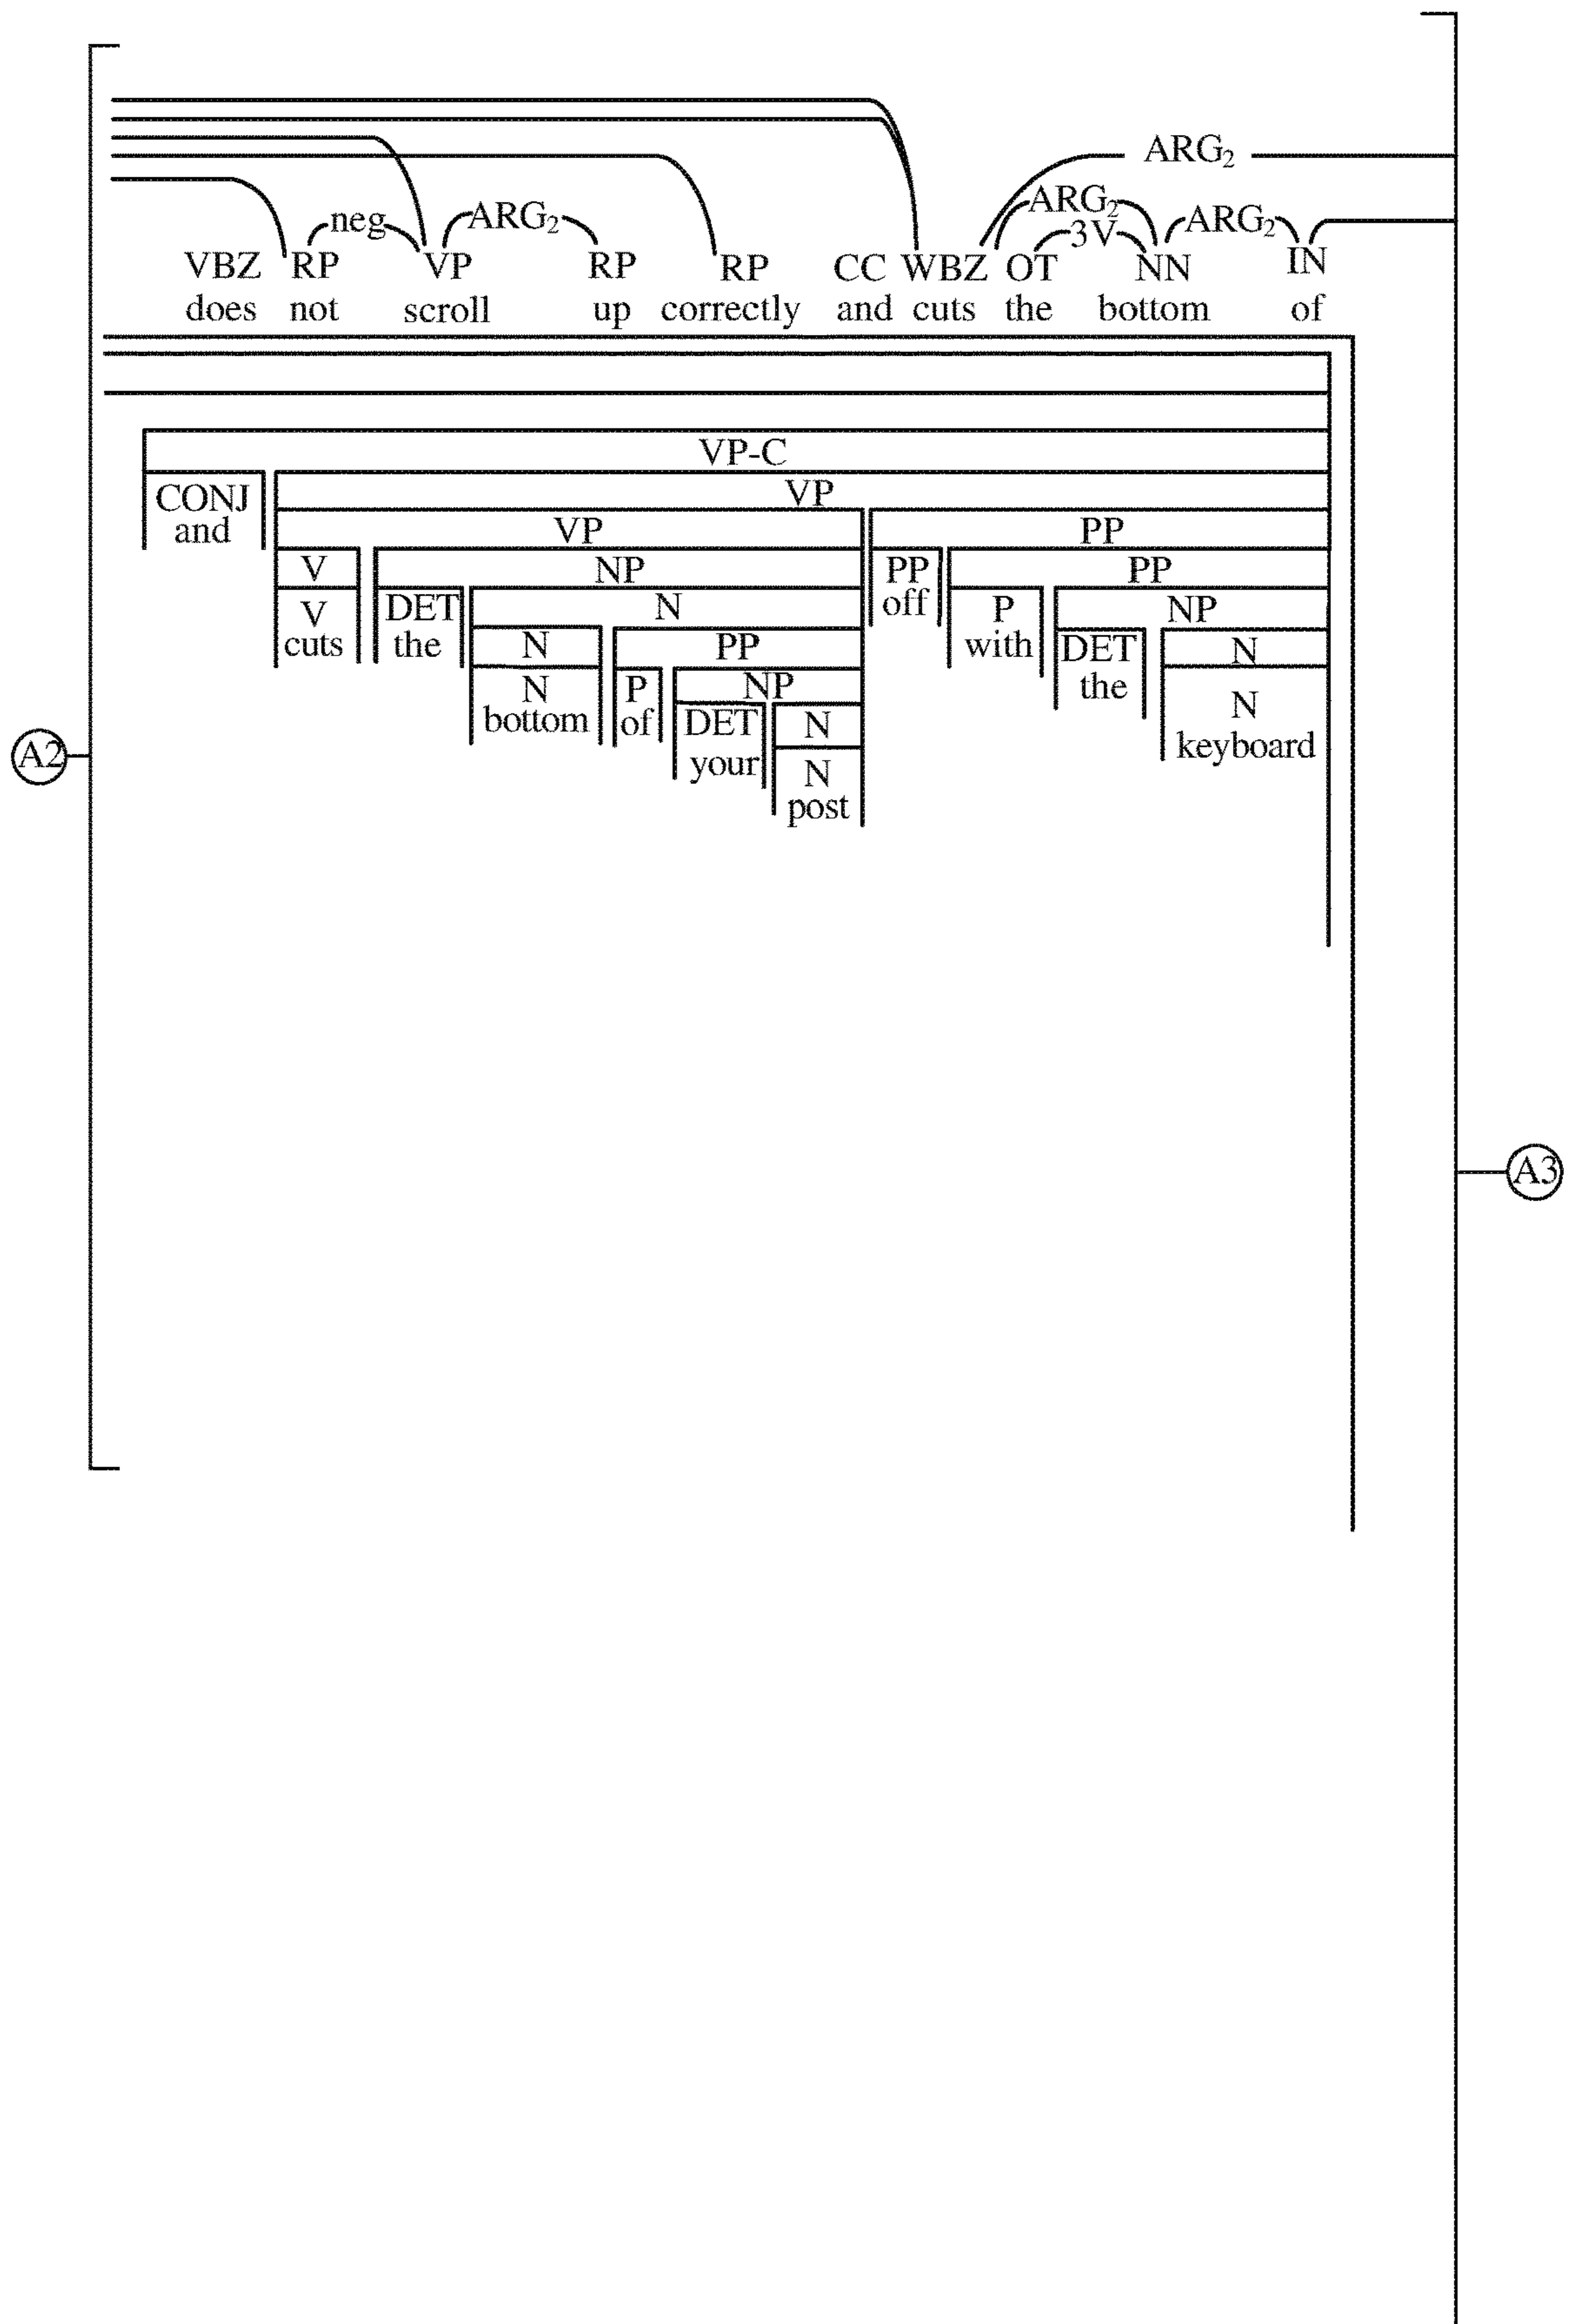 ARG₂
neg ARG₂ ARG₂ 3V ARG₂
VBZ RP VP RP RP CC WBZ OT NN IN
does not scroll up correctly and cuts the bottom of
VP-C
CONJ VP
and
VP PP
V NP PP PP
off
V DET N P NP
cuts the with
N PP DET N
the
N P NP N
bottom of keyboard
DET N
your
N
post
A2
A3